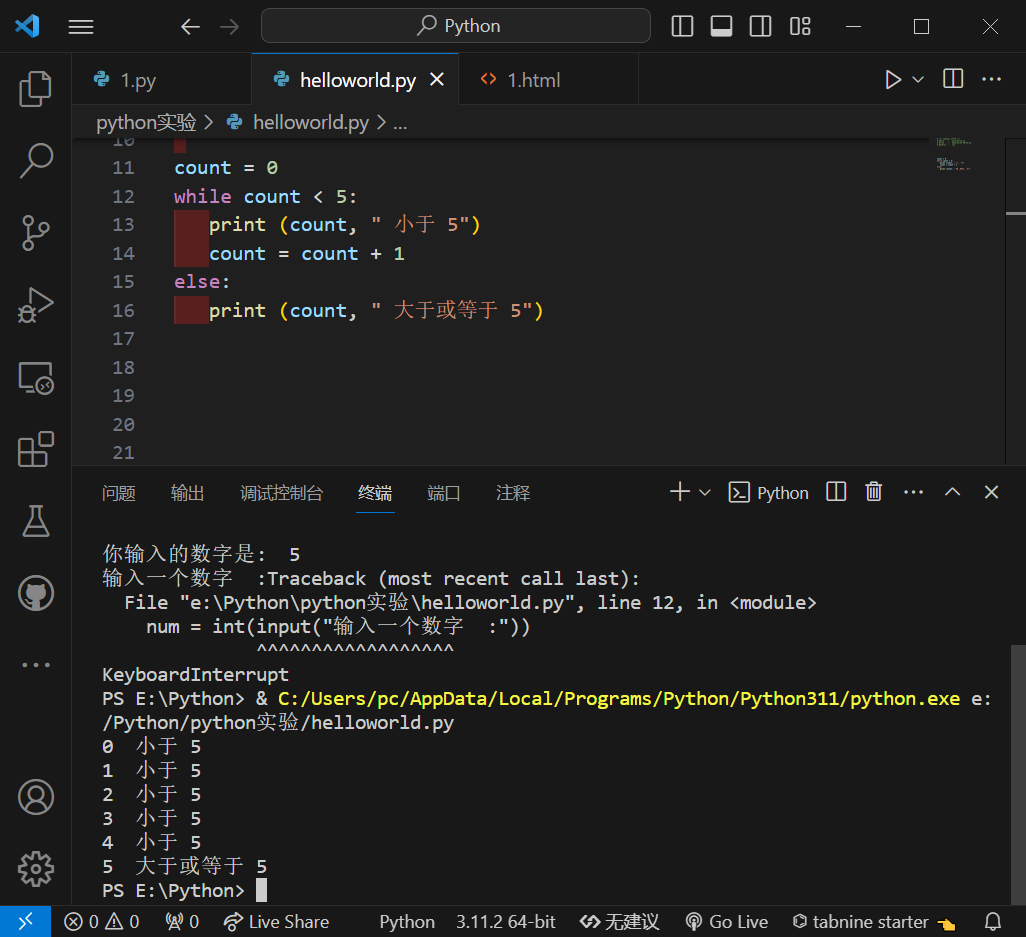 Python
1.py
helloworld.py
1.html
python实验 > helloworld.py > ...
10
11 count = 0
12 while count < 5:
13 print (count, " 小于 5")
14 count = count + 1
15 else:
16 print (count, " 大于或等于 5")
17
18
19
20
21
问题 输出 调试控制台 终端 端口 注释 Python
你输入的数字是: 5
输入一个数字 :Traceback (most recent call last):
File "e:\Python\python实验\helloworld.py", line 12, in <module>
num = int(input("输入一个数字 :"))
^^^^^^^^^^^^^^^^^^
KeyboardInterrupt
PS E:\Python> & C:/Users/pc/AppData/Local/Programs/Python/Python311/python.exe e:
/Python/python实验/helloworld.py
0 小于 5
1 小于 5
2 小于 5
3 小于 5
4 小于 5
5 大于或等于 5
PS E:\Python>
0 0 0 Live Share Python 3.11.2 64-bit 无建议 Go Live tabnine starter